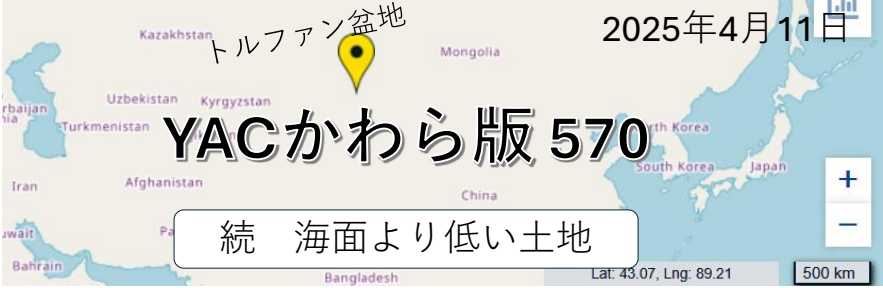 2025年4月11日
Kazakhstan
トルファン盆地
Mongolia
Uzbekistan
Kyrgyzstan
Turkmenistan
YACかわら版 570
rth Korea
South Korea
Japan
Iran
Afghanistan
China
+
−
続　海面より低い土地
Bahrain
Bangladesh
Lat: 43.07, Lng: 89.21
500 km